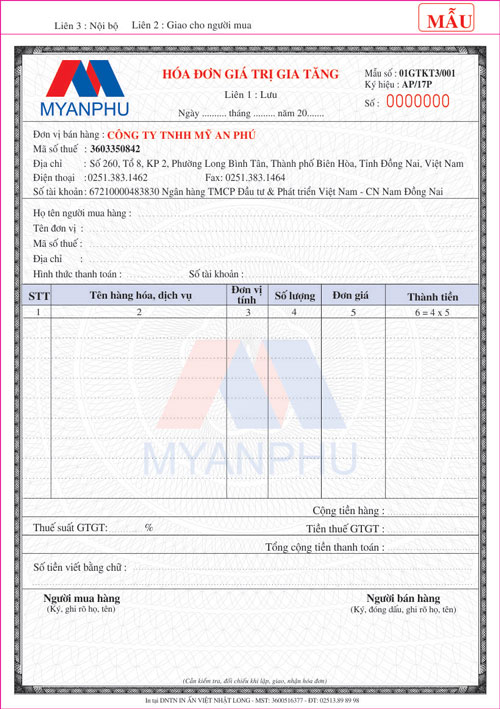 Liên 3 : Nội bộ Liên 2 : Giao cho người mua
MẪU
MYANPHU
HÓA ĐƠN GIÁ TRỊ GIA TĂNG
Liên 1 : Lưu
Ngày .......... tháng ......... năm 20.......
Mẫu số : 01GTKT3/001
Ký hiệu : AP/17P
Số : 0000000
Đơn vị bán hàng : CÔNG TY TNHH MỸ AN PHÚ
Mã số thuế : 3603350842
Địa chỉ : Số 260, Tổ 8, KP 2, Phường Long Bình Tân, Thành phố Biên Hòa, Tỉnh Đồng Nai, Việt Nam
Điện thoại : 0251.383.1462 Fax: 0251.383.1464
Số tài khoản : 67210000483830 Ngân hàng TMCP Đầu tư & Phát triển Việt Nam - CN Nam Đồng Nai
Họ tên người mua hàng :
Tên đơn vị :
Mã số thuế :
Địa chỉ :
Hình thức thanh toán : Số tài khoản :
STT Tên hàng hóa, dịch vụ Đơn vị tính Số lượng Đơn giá Thành tiền
1 2 3 4 5 6 = 4 x 5
MYANPHU
Cộng tiền hàng :
Thuế suất GTGT: % Tiền thuế GTGT :
Tổng cộng tiền thanh toán :
Số tiền viết bằng chữ :
Người mua hàng Người bán hàng
(Ký, ghi rõ họ, tên) (Ký, đóng dấu, ghi rõ họ, tên)
(Cần kiểm tra, đối chiếu khi lập, giao, nhận hóa đơn)
In tại DNTN IN ẤN VIỆT NHẬT LONG - MST: 3600516377 - ĐT: 02513.89 89 98